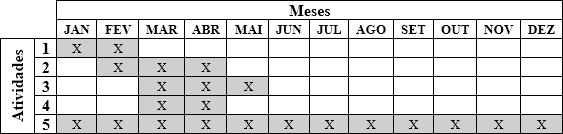 Meses
JAN FEV MAR ABR MAI JUN JUL AGO SET OUT NOV DEZ
Atividades
1 X X
2 X X X
3 X X X
4 X X
5 X X X X X X X X X X X X